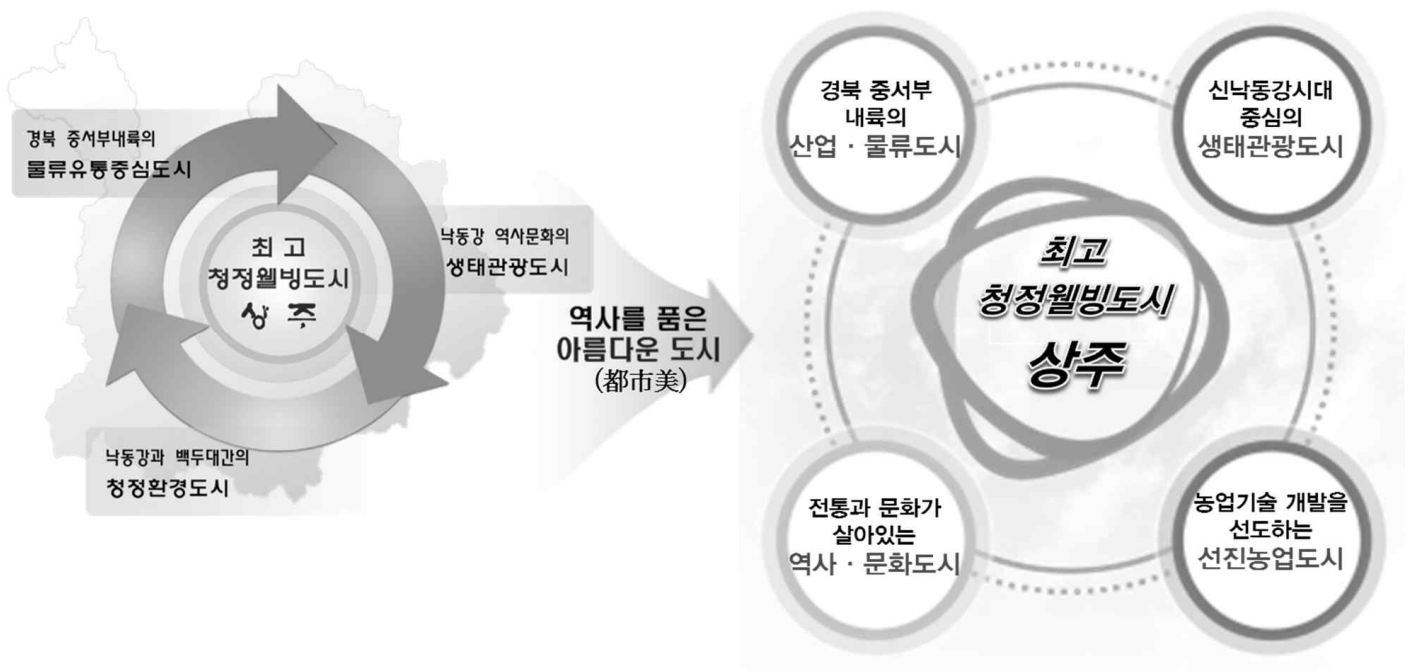 경북 중서부내륙의
물류유통중심도시
최고
청정웰빙도시
상주
낙동강 역사문화의
생태관광도시
낙동강과 백두대간의
청정환경도시
역사를 품은
아름다운 도시
(都市美)
경북 중서부
내륙의
산업 · 물류도시
신낙동강시대
중심의
생태관광도시
최고
청정웰빙도시
상주
전통과 문화가
살아있는
역사 · 문화도시
농업기술 개발을
선도하는
선진농업도시